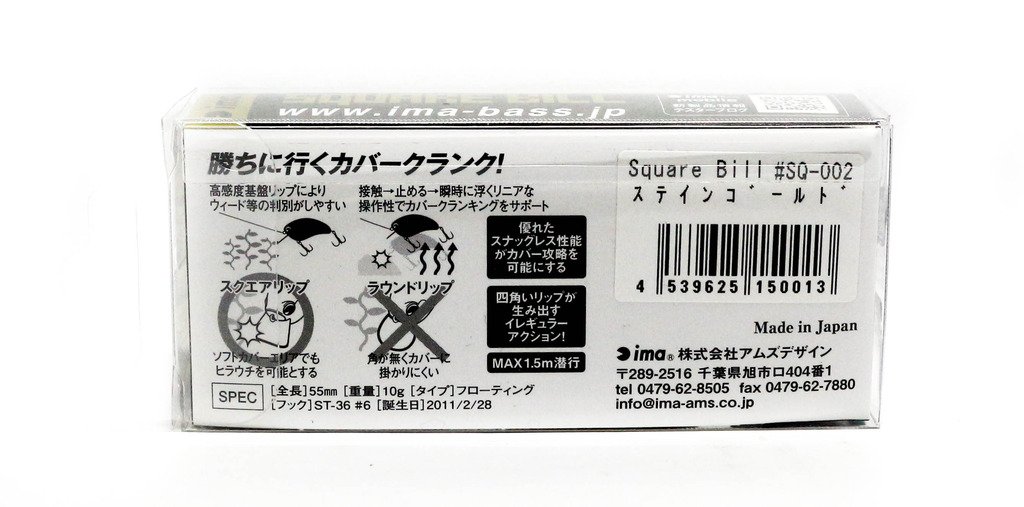 SQUARE BILL
www.ima-bass.jp
勝ちに行くカバークランク!
高感度基盤リップにより
ウィード等の判別がしやすい
接触→止める→瞬時に浮くリニアな
操作性でカバークランキングをサポート
スクエアリップ
ラウンドリップ
ソフトカバーエリアでも
ヒラウチを可能とする
角が無くカバーに
掛かりにくい
優れた
スナッグレス性能
がカバー攻略を
可能にする
四角いリップが
生み出す
イレギュラー
アクション!
MAX1.5m潜行
SPEC
[全長]55mm [重量]10g [タイプ]フローティング
[フック]ST-36 #6 [誕生日]2011/2/28
Square Bill #SQ-002
ステインゴールド
4 539625 150013
Made in Japan
ima® 株式会社アムズデザイン
〒289-2516 千葉県旭市ロ404番1
tel 0479-62-8505 fax 0479-62-7880
info@ima-ams.co.jp